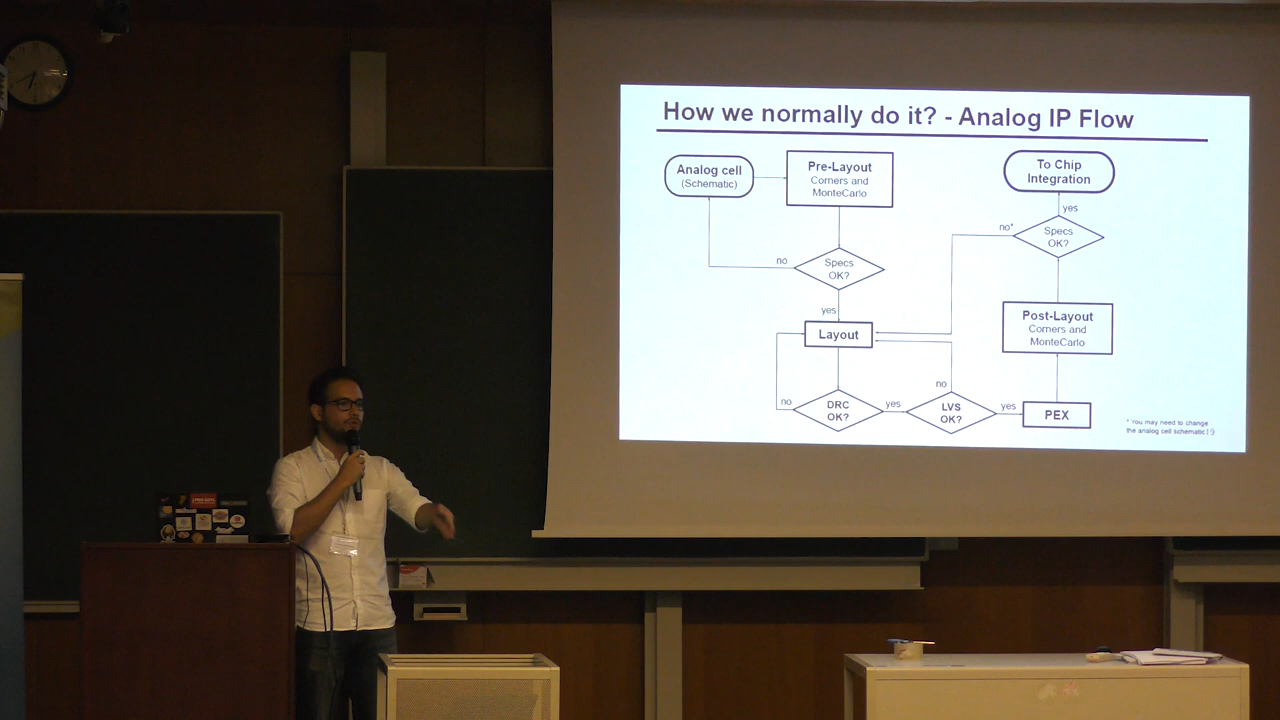 How we normally do it? - Analog IP Flow
Analog cell
(Schematic)
Pre-Layout
Corners and
MonteCarlo
To Chip
Integration
yes
no*
Specs
OK?
no
Specs
OK?
yes
Layout
Post-Layout
Corners and
MonteCarlo
no
no
DRC
OK?
yes
LVS
OK?
yes
PEX
* You may need to change
the analog cell schematic!